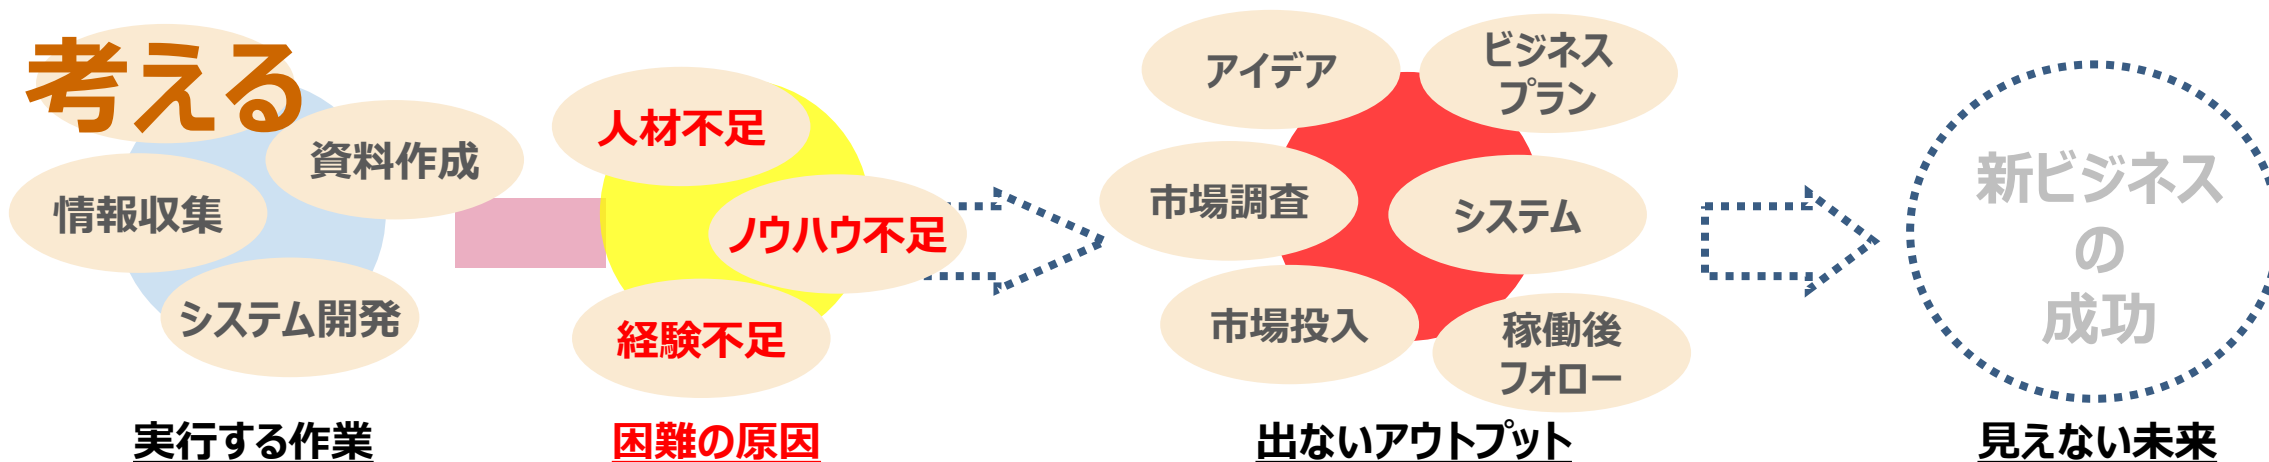 考える
資料作成
情報収集
システム開発
実行する作業
人材不足
ノウハウ不足
経験不足
困難の原因
アイデア
ビジネス
プラン
市場調査
システム
市場投入
稼働後
フォロー
出ないアウトプット
新ビジネス
の
成功
見えない未来